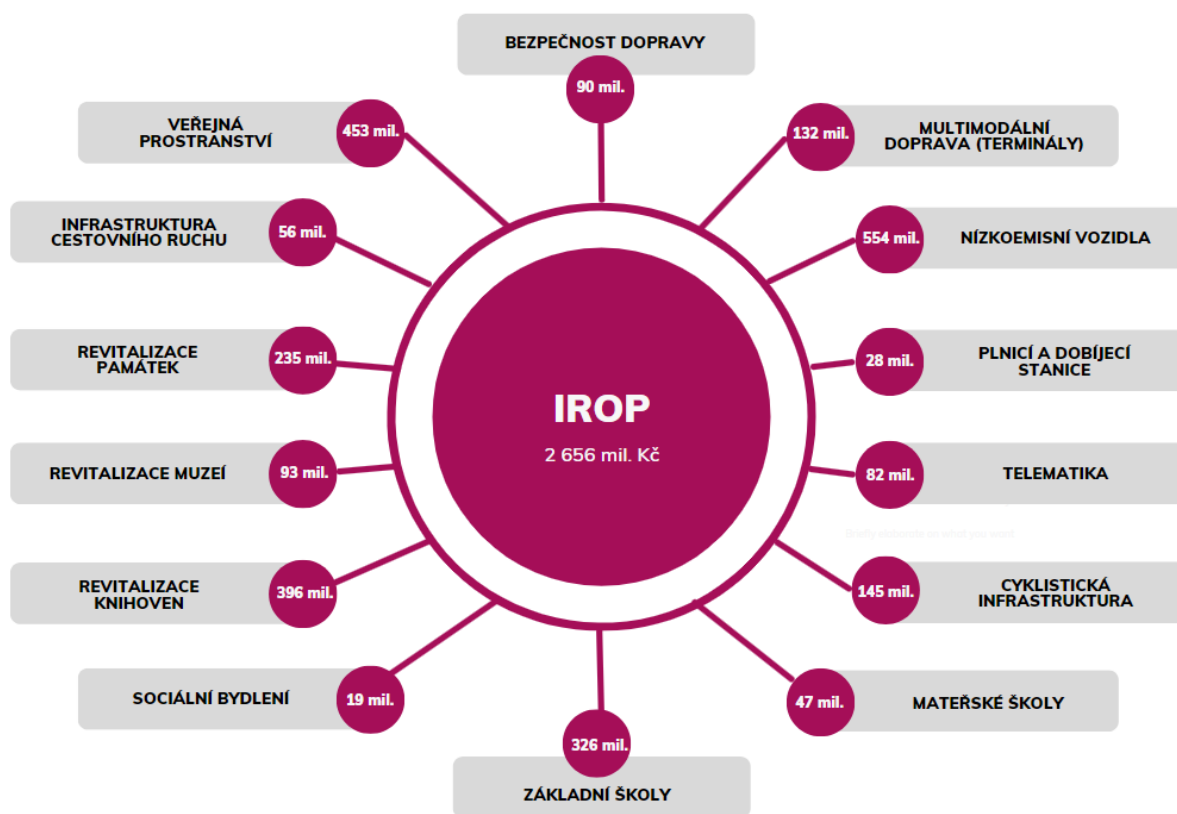 BEZPEČNOST DOPRAVY
90 mil.
VEŘEJNÁ
PROSTRANSTVÍ
453 mil.
132 mil.
MULTIMODÁLNÍ
DOPRAVA (TERMINÁLY)
INFRASTRUKTURA
CESTOVNÍHO RUCHU
56 mil.
554 mil.
NÍZKOEMISNÍ VOZIDLA
REVITALIZACE
PAMÁTEK
235 mil.
28 mil.
PLNICÍ A DOBÍJECÍ
STANICE
IROP
2 656 mil. Kč
REVITALIZACE MUZEÍ
93 mil.
82 mil.
TELEMATIKA
REVITALIZACE
KNIHOVEN
396 mil.
145 mil.
CYKLISTICKÁ
INFRASTRUKTURA
SOCIÁLNÍ BYDLENÍ
19 mil.
47 mil.
MATEŘSKÉ ŠKOLY
326 mil.
ZÁKLADNÍ ŠKOLY